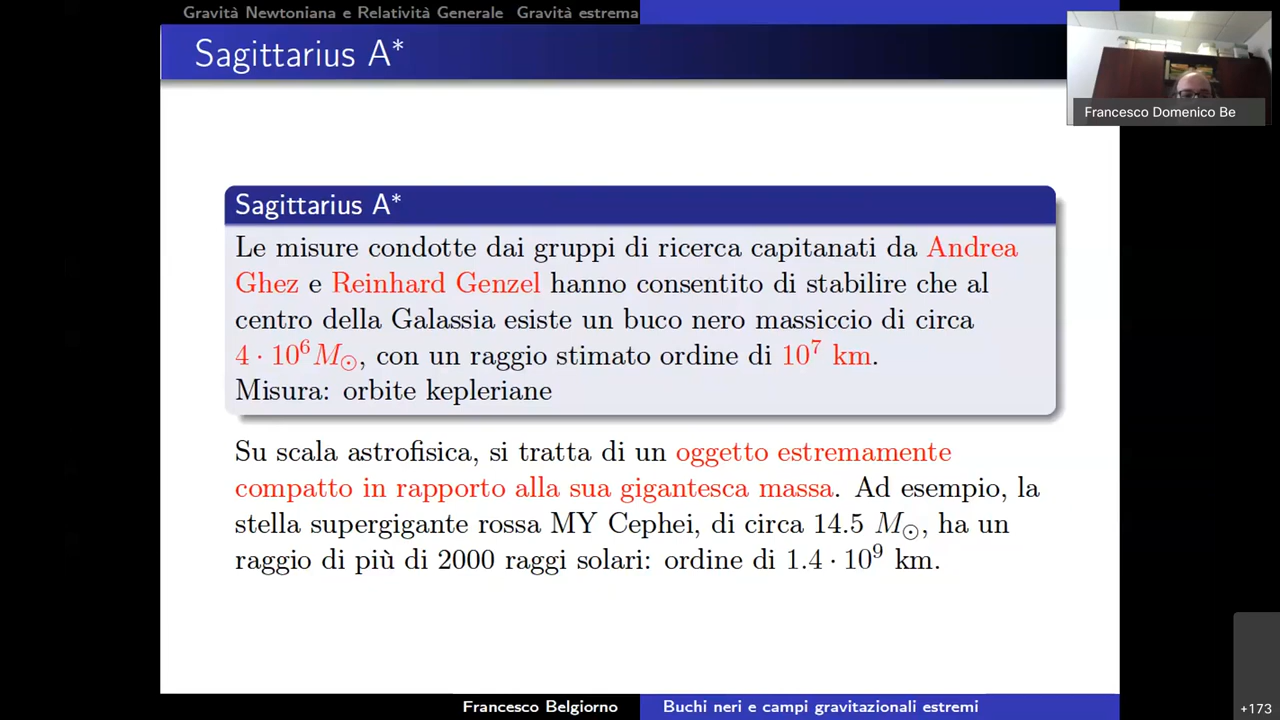 Gravità Newtoniana e Relatività Generale Gravità estrema
Sagittarius A*
Francesco Domenico Be
Sagittarius A*
Le misure condotte dai gruppi di ricerca capitanati da Andrea
Ghez e Reinhard Genzel hanno consentito di stabilire che al
centro della Galassia esiste un buco nero massiccio di circa
4 · 10⁶ M☉, con un raggio stimato ordine di 10⁷ km.
Misura: orbite kepleriane
Su scala astrofisica, si tratta di un oggetto estremamente
compatto in rapporto alla sua gigantesca massa. Ad esempio, la
stella supergigante rossa MY Cephei, di circa 14.5 M☉, ha un
raggio di più di 2000 raggi solari: ordine di 1.4 · 10⁹ km.
Francesco Belgiorno Buchi neri e campi gravitazionali estremi
+173